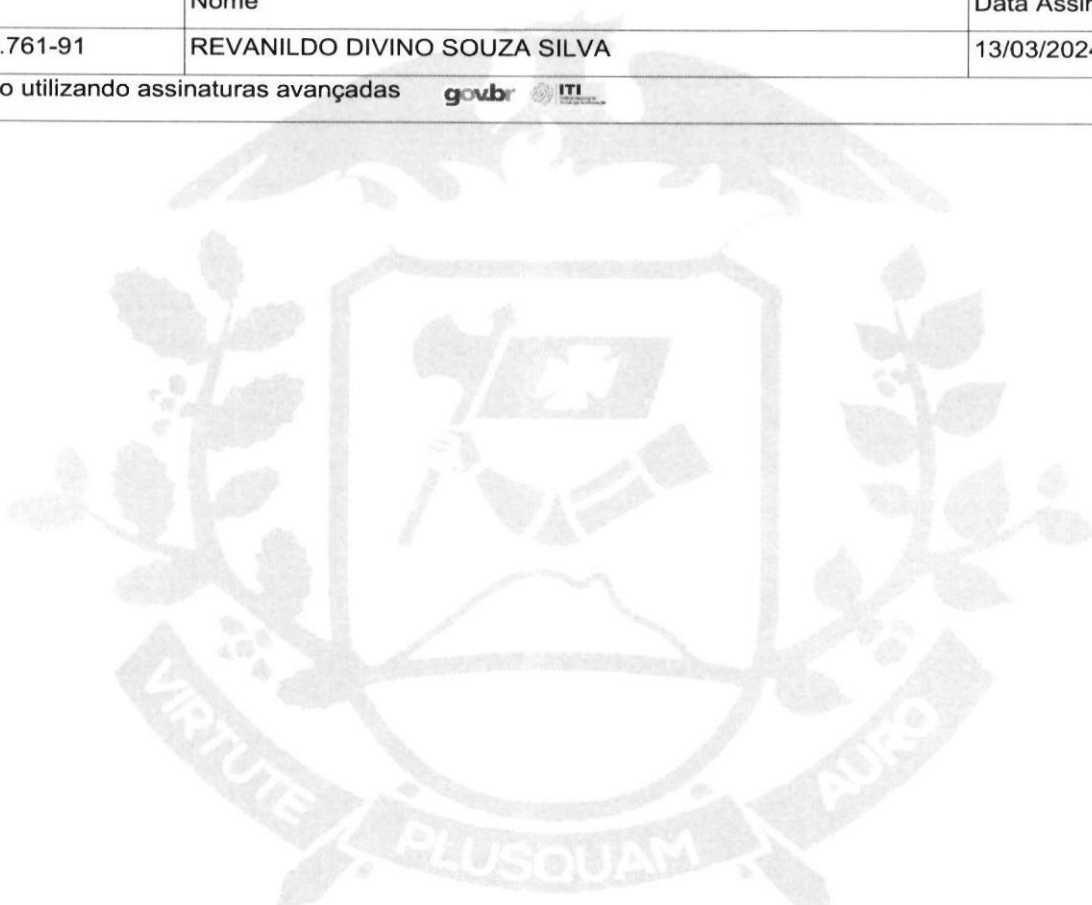 Nome Data Assin
.761-91 REVANILDO DIVINO SOUZA SILVA 13/03/2024
o utilizando assinaturas avançadas gov.br ITI
VIRTUTE PLUSQUAM AURO